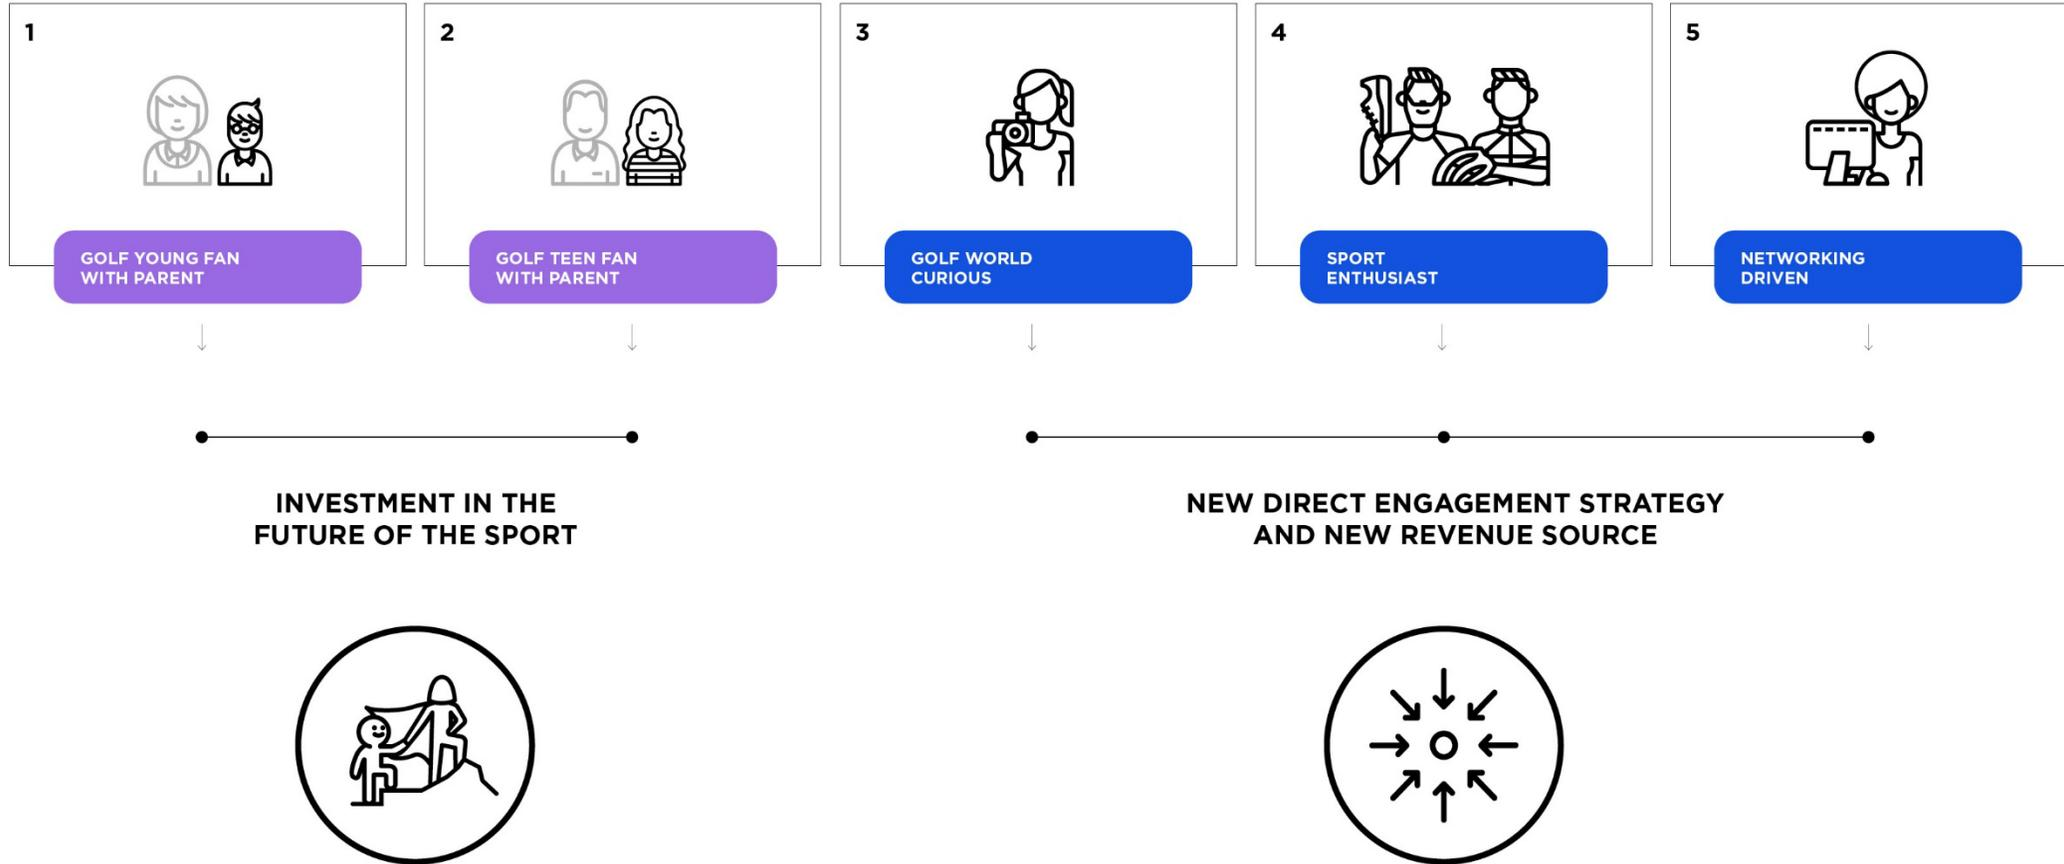 1
2
3
4
5
GOLF YOUNG FAN
WITH PARENT
GOLF TEEN FAN
WITH PARENT
GOLF WORLD
CURIOUS
SPORT
ENTHUSIAST
NETWORKING
DRIVEN
INVESTMENT IN THE
FUTURE OF THE SPORT
NEW DIRECT ENGAGEMENT STRATEGY
AND NEW REVENUE SOURCE